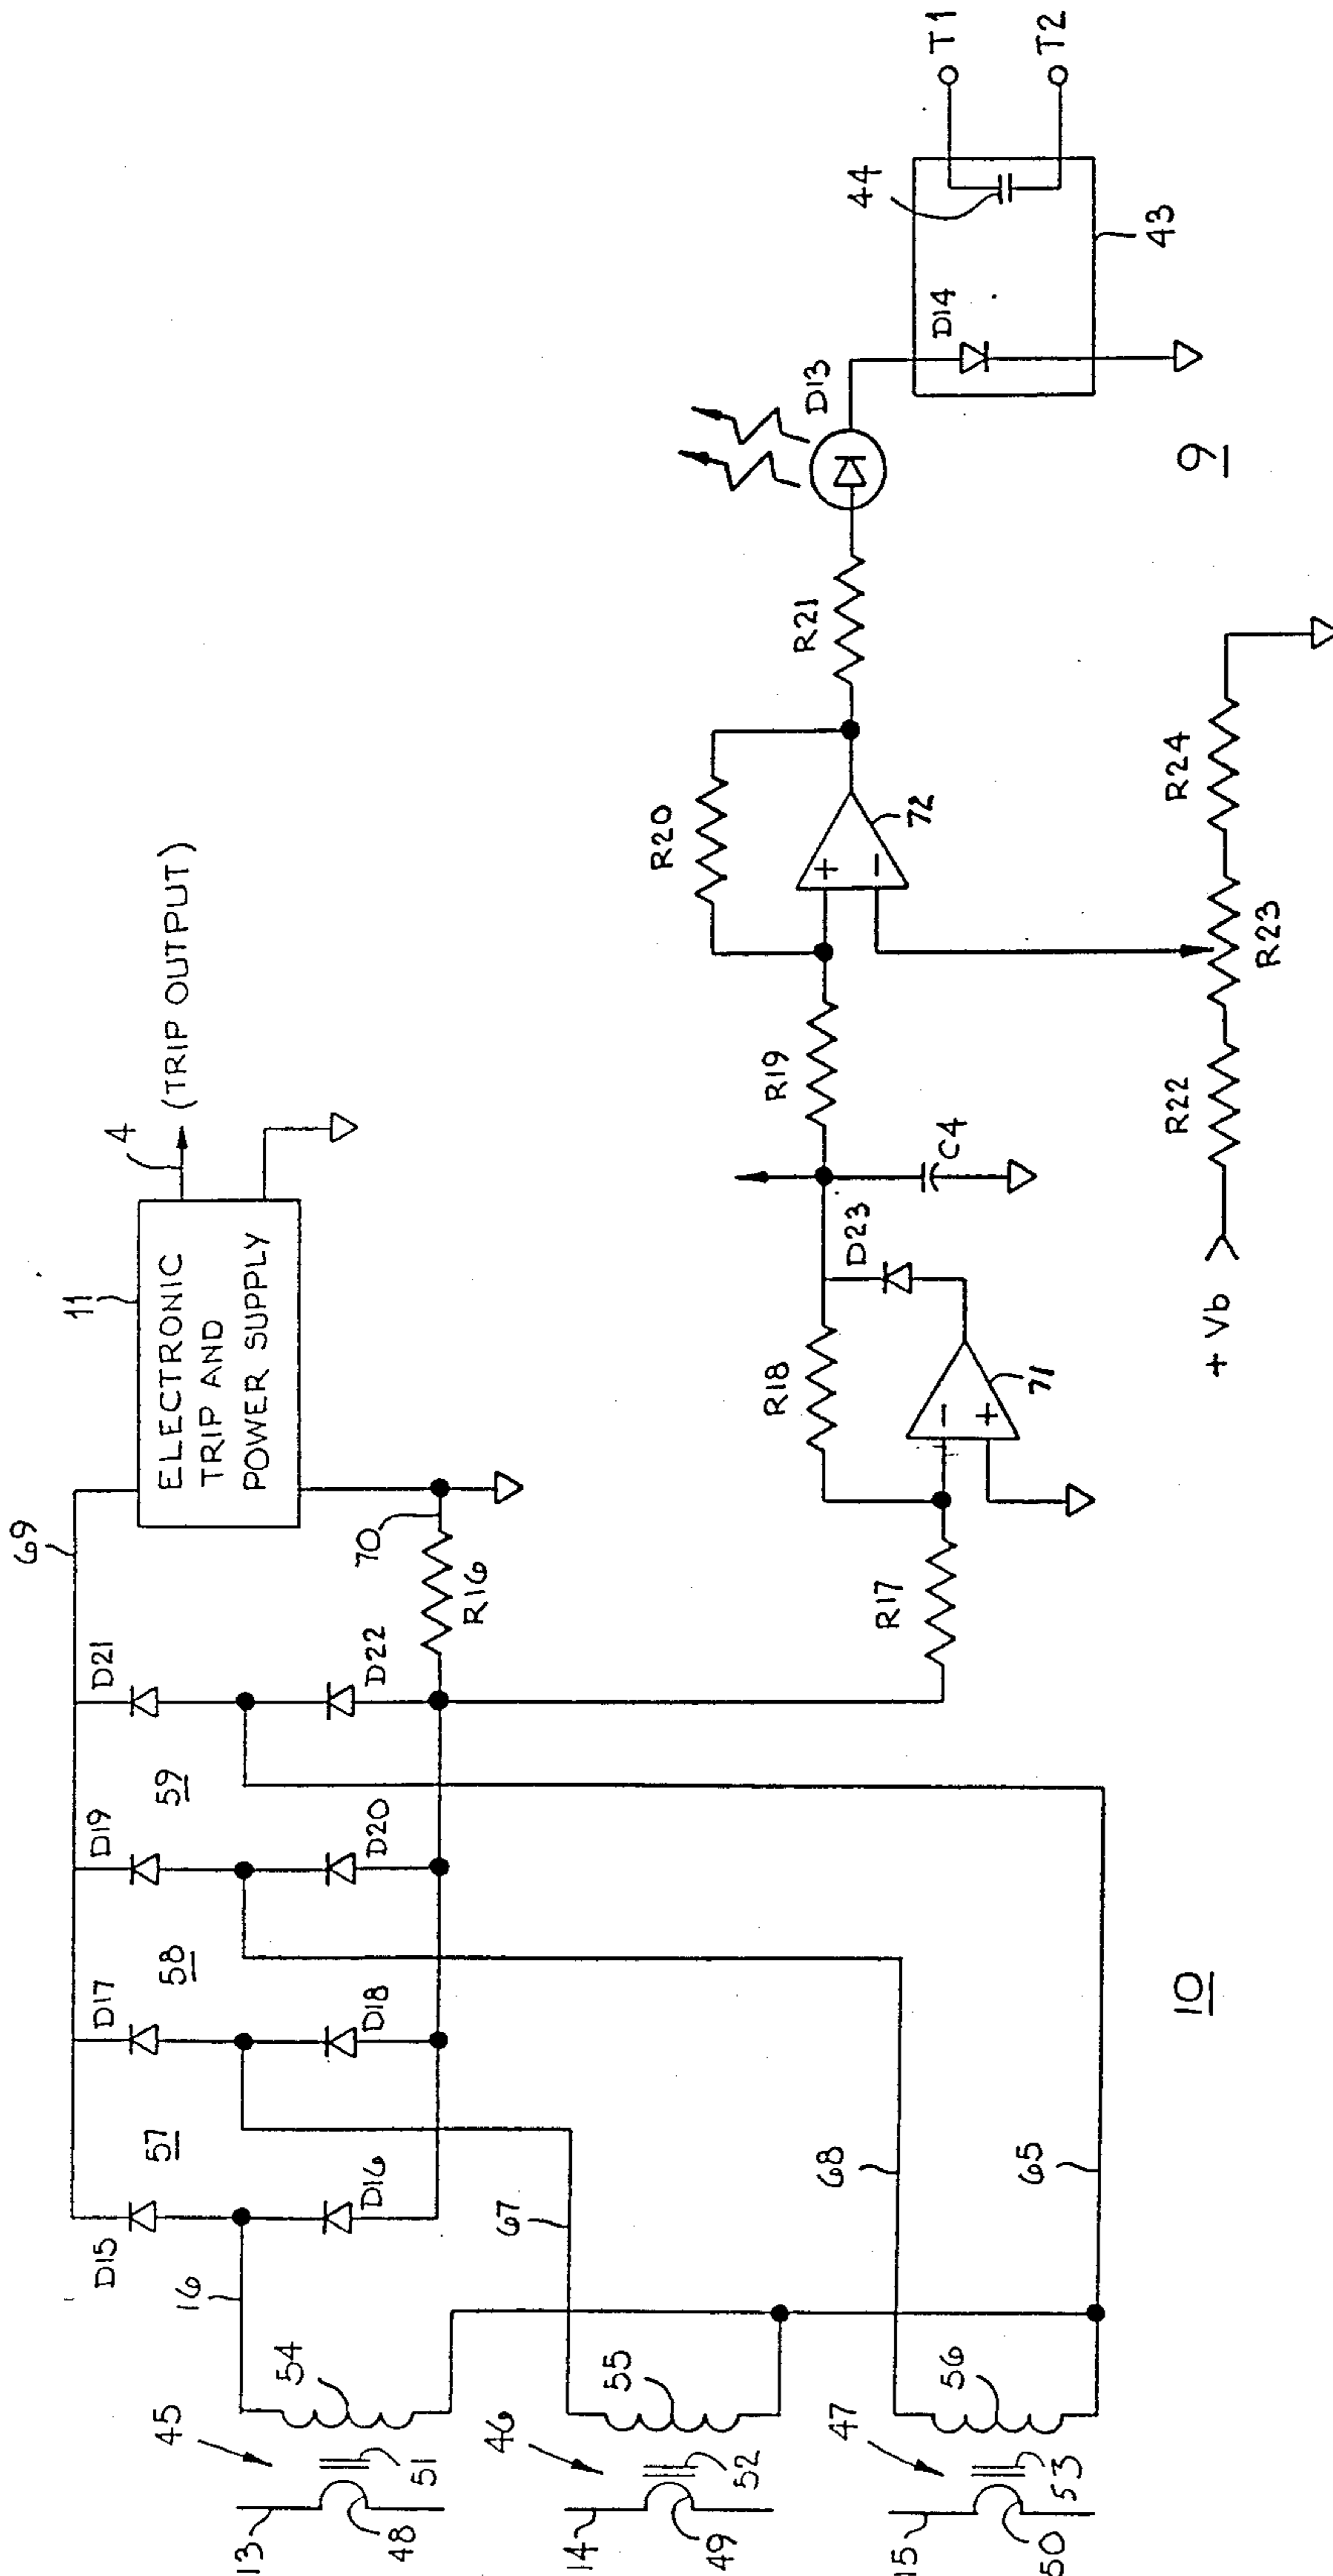 69
11
4
(TRIP OUTPUT)
D15
D17
D19
D21
ELECTRONIC
TRIP AND
POWER SUPPLY
57
58
59
16
45
54
13
51
48
D16
D18
D20
D22
70
R16
67
46
55
14
52
49
R17
R18
D23
R19
R20
R21
D13
D14
44
T1
T2
+
−
72
−
+
71
C4
43
68
47
56
15
53
50
65
10
+ Vb
R22
R23
R24
9